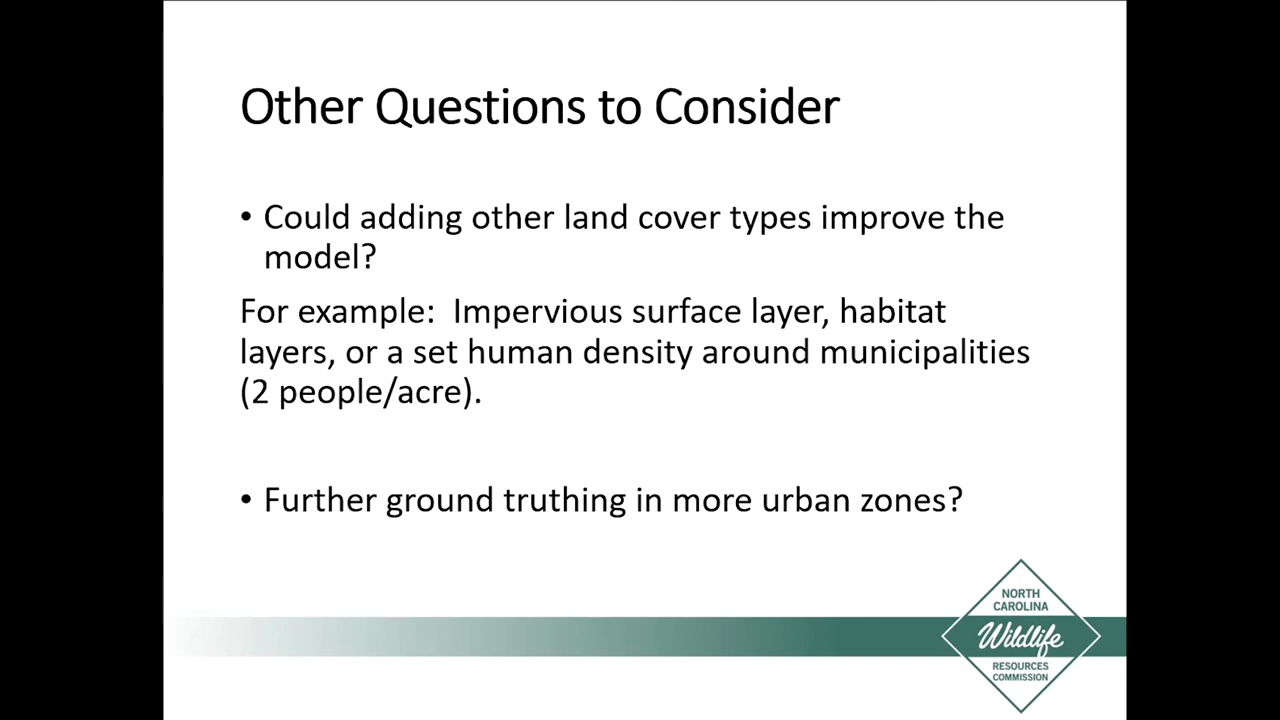 Other Questions to Consider
• Could adding other land cover types improve the
model?
For example:  Impervious surface layer, habitat
layers, or a set human density around municipalities
(2 people/acre).
• Further ground truthing in more urban zones?
NORTH
CAROLINA
Wildlife
RESOURCES
COMMISSION